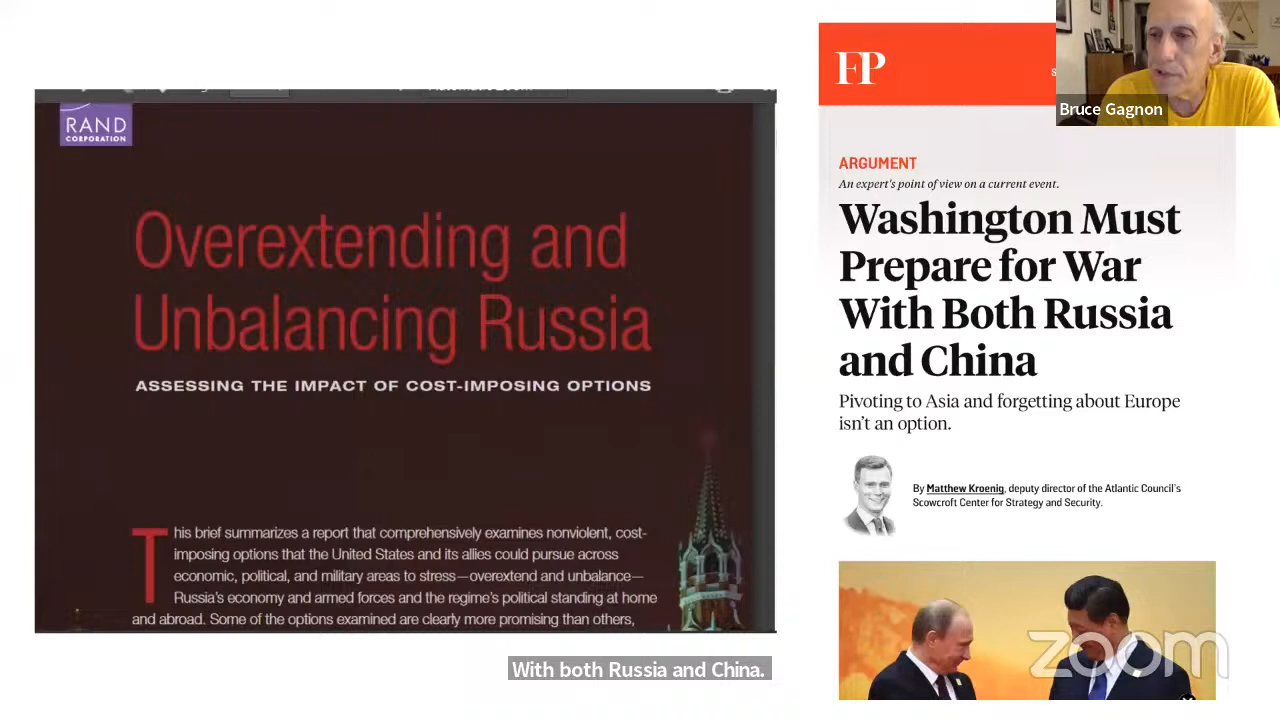 RAND
CORPORATION
Overextending and
Unbalancing Russia
ASSESSING THE IMPACT OF COST-IMPOSING OPTIONS
This brief summarizes a report that comprehensively examines nonviolent, cost-
imposing options that the United States and its allies could pursue across
economic, political, and military areas to stress—overextend and unbalance—
Russia's economy and armed forces and the regime's political standing at home
and abroad. Some of the options examined are clearly more promising than others,
FP
Bruce Gagnon
ARGUMENT
An expert's point of view on a current event.
Washington Must
Prepare for War
With Both Russia
and China
Pivoting to Asia and forgetting about Europe
isn't an option.
By Matthew Kroenig, deputy director of the Atlantic Council's
Scowcroft Center for Strategy and Security.
zoom
With both Russia and China.